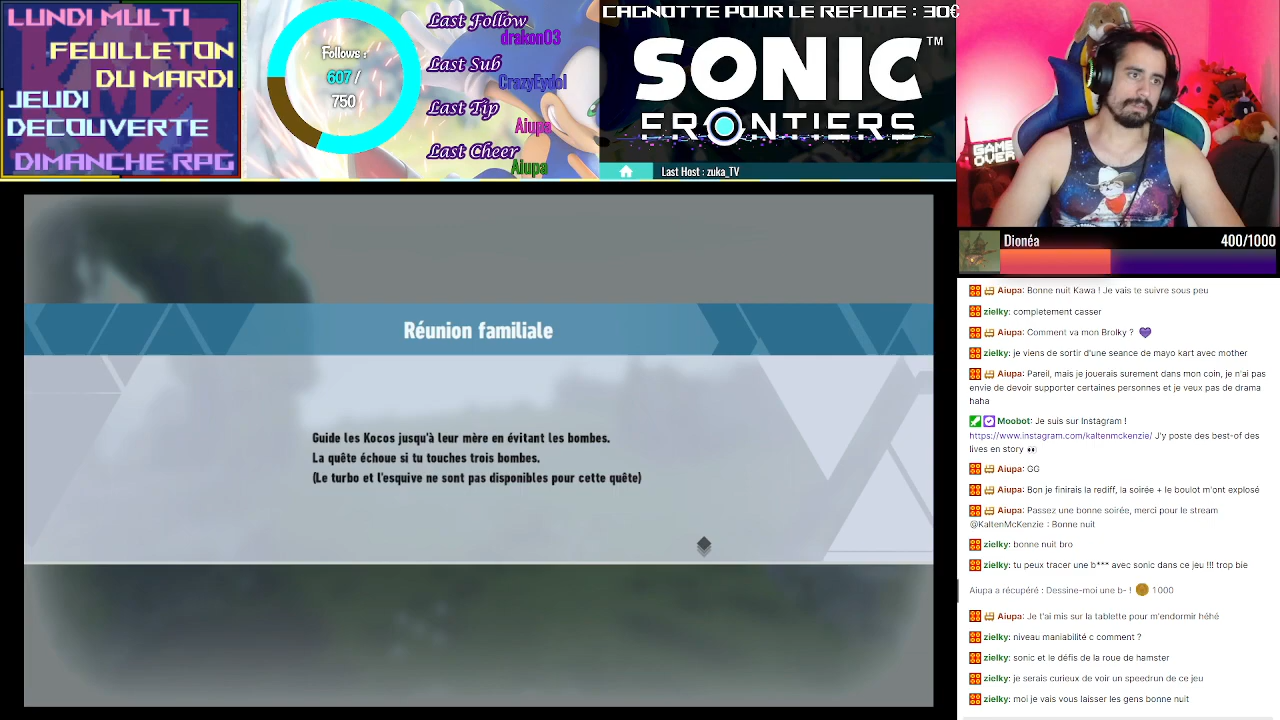 LUNDI MULTI
FEUILLETON
DU MARDI
JEUDI
DECOUVERTE
DIMANCHE RPG
Follows :
607 /
750
Last Follow
drakon03
Last Sub
CrazyEydol
Last Tip
Aiupa
Last Cheer
Aiupa
CAGNOTTE POUR LE REFUGE : 30€
SONIC™
FRONTIERS
Last Host : zuka_TV
GAME
OVER
Dionéa 400/1000
Réunion familiale
Guide les Kocos jusqu'à leur mère en évitant les bombes.
La quête échoue si tu touches trois bombes.
(Le turbo et l'esquive ne sont pas disponibles pour cette quête)
Aiupa: Bonne nuit Kawa ! Je vais te suivre sous peu
zielky: completement casser
Aiupa: Comment va mon Brolky ? 💜
zielky: je viens de sortir d'une seance de mayo kart avec mother
Aiupa: Pareil, mais je jouerais surement dans mon coin, je n'ai pas
envie de devoir supporter certaines personnes et je veux pas de drama
haha
Moobot: Je suis sur Instagram !
https://www.instagram.com/kaltenmckenzie/ J'y poste des best-of des
lives en story 👀
Aiupa: GG
Aiupa: Bon je finirais la rediff, la soirée + le boulot m'ont explosé
Aiupa: Passez une bonne soirée, merci pour le stream
@KaltenMcKenzie : Bonne nuit
zielky: bonne nuit bro
zielky: tu peux tracer une b*** avec sonic dans ce jeu !!! trop bie
Aiupa a récupéré : Dessine-moi une b- ! 1000
Aiupa: Je t'ai mis sur la tablette pour m'endormir héhé
zielky: niveau maniabilité c comment ?
zielky: sonic et le défis de la roue de hamster
zielky: je serais curieux de voir un speedrun de ce jeu
zielky: moi je vais vous laisser les gens bonne nuit